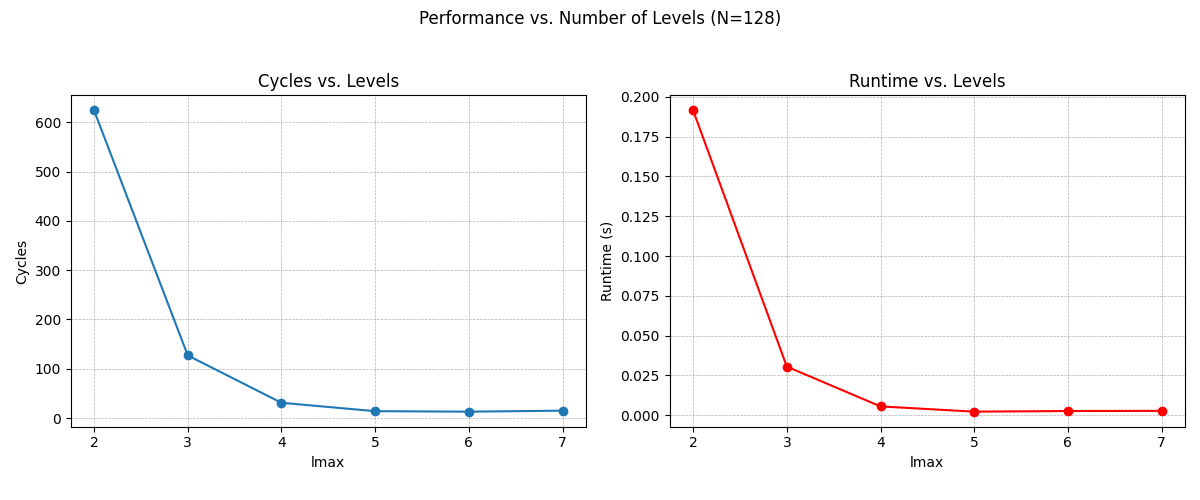 Performance vs. Number of Levels (N=128)
Cycles vs. Levels
600
500
400
300
200
100
0
Cycles
2 3 4 5 6 7
lmax
Runtime vs. Levels
0.200
0.175
0.150
0.125
0.100
0.075
0.050
0.025
0.000
Runtime (s)
2 3 4 5 6 7
lmax